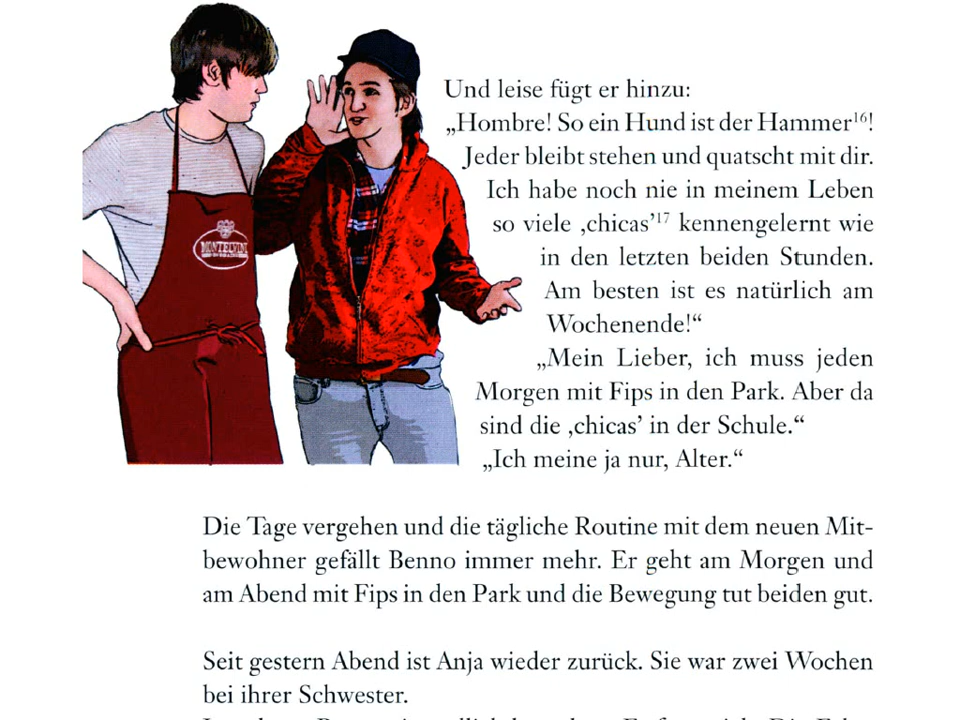 Und leise fügt er hinzu:
„Hombre! So ein Hund ist der Hammer¹⁶!
Jeder bleibt stehen und quatscht mit dir.
Ich habe noch nie in meinem Leben
so viele ‚chicas’¹⁷ kennengelernt wie
in den letzten beiden Stunden.
Am besten ist es natürlich am
Wochenende!“
„Mein Lieber, ich muss jeden
Morgen mit Fips in den Park. Aber da
sind die ‚chicas’ in der Schule.“
„Ich meine ja nur, Alter.“
MONTELVINI
Die Tage vergehen und die tägliche Routine mit dem neuen Mit-
bewohner gefällt Benno immer mehr. Er geht am Morgen und
am Abend mit Fips in den Park und die Bewegung tut beiden gut.
Seit gestern Abend ist Anja wieder zurück. Sie war zwei Wochen
bei ihrer Schwester.